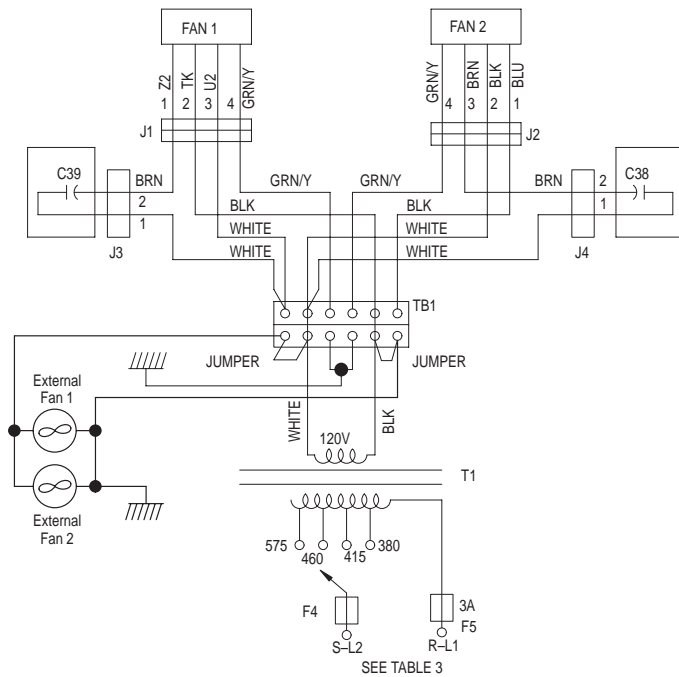 FAN 1
FAN 2
Z2
TK
U2
GRN/Y
GRN/Y
BRN
BLK
BLU
1 2 3 4
4 3 2 1
J1
J2
C39
BRN
GRN/Y
GRN/Y
BRN
2
C38
2
BLK
BLK
1
1
WHITE
WHITE
J3
WHITE
WHITE
J4
TB1
JUMPER
JUMPER
External
Fan 1
WHITE
BLK
120V
T1
External
Fan 2
575
460
415
380
F4
3A
F5
S–L2
R–L1
SEE TABLE 3